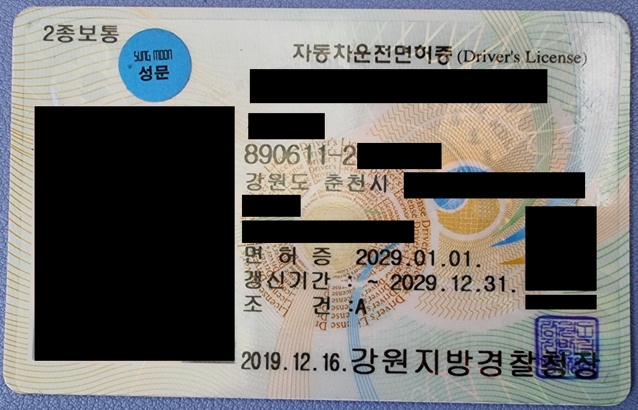 2종보통
SUNG MOON
성문
자동차운전면허증 (Driver's License)
890611-2
강원도 춘천시
면 허 증 2029.01.01.
갱신기간 : ~ 2029.12.31.
조 건 :A
2019.12.16. 강원지방경찰청장